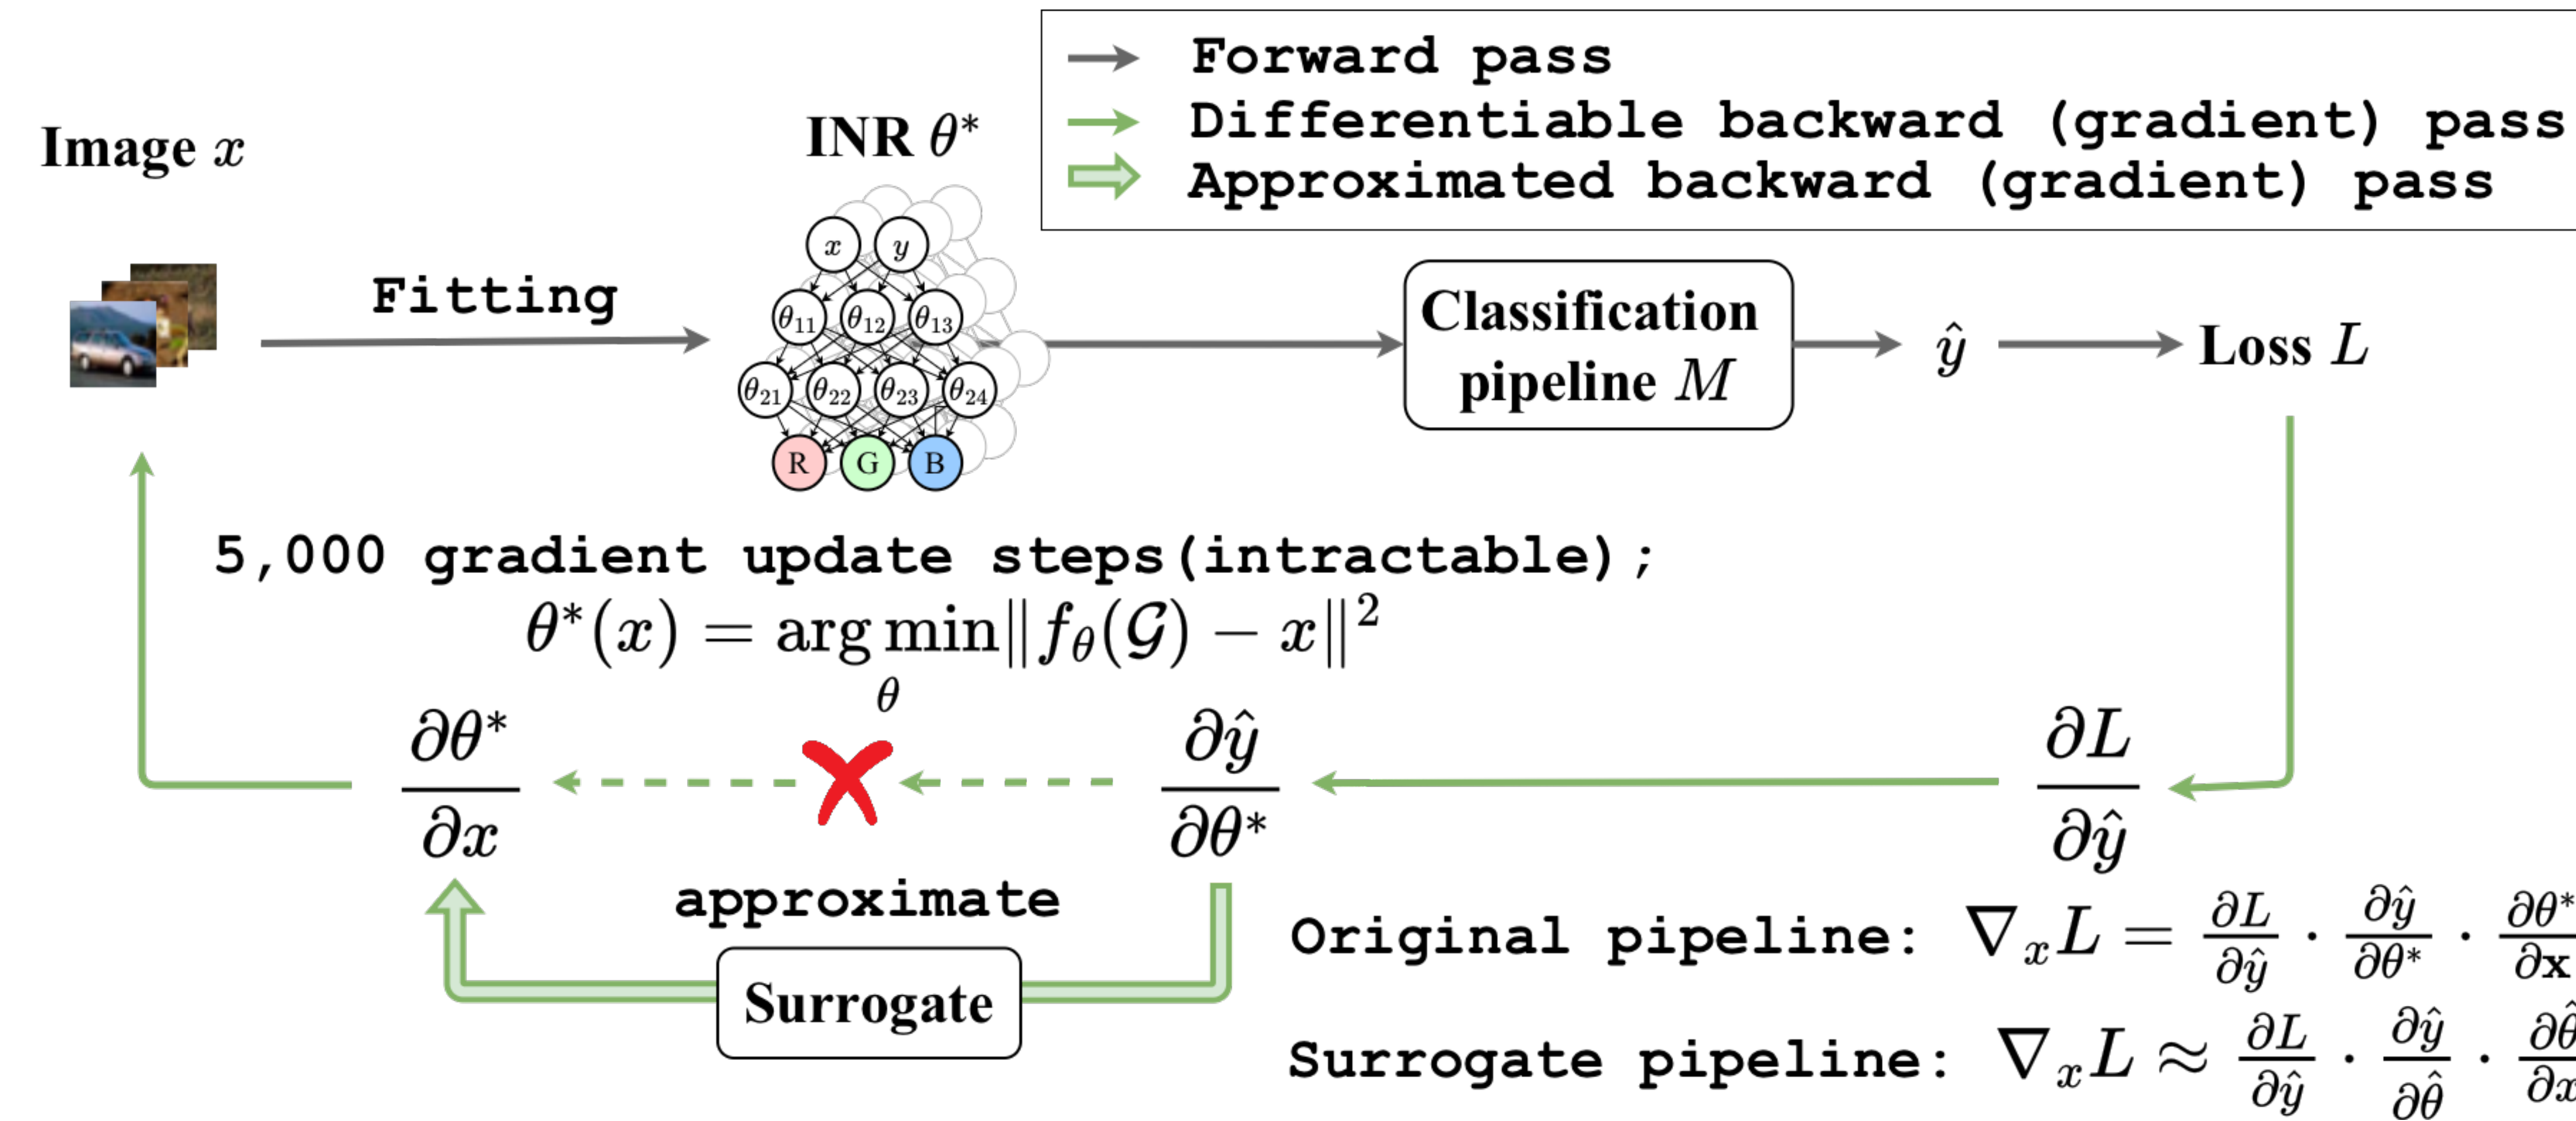 Forward pass
Differentiable backward (gradient) pass
Approximated backward (gradient) pass
Image x
INR θ*
Fitting
x y
θ₁₁ θ₁₂ θ₁₃
θ₂₁ θ₂₂ θ₂₃ θ₂₄
R G B
Classification
pipeline M
ŷ
Loss L
5,000 gradient update steps(intractable);
θ*(x) = arg min‖f_θ(𝒢) − x‖²
θ
∂θ*/∂x
∂ŷ/∂θ*
∂L/∂ŷ
approximate
Surrogate
Original pipeline: ∇ₓL = ∂L/∂ŷ · ∂ŷ/∂θ* · ∂θ*/∂𝐱
Surrogate pipeline: ∇ₓL ≈ ∂L/∂ŷ · ∂ŷ/∂θ̂ · ∂θ̂/∂x